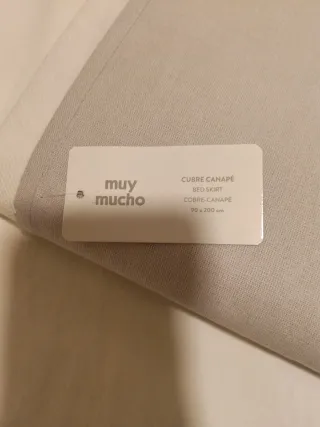 muy
mucho
CUBRE CANAPÉ
BED SKIRT
COBRE-CANAPÉ
90 x 200 cm